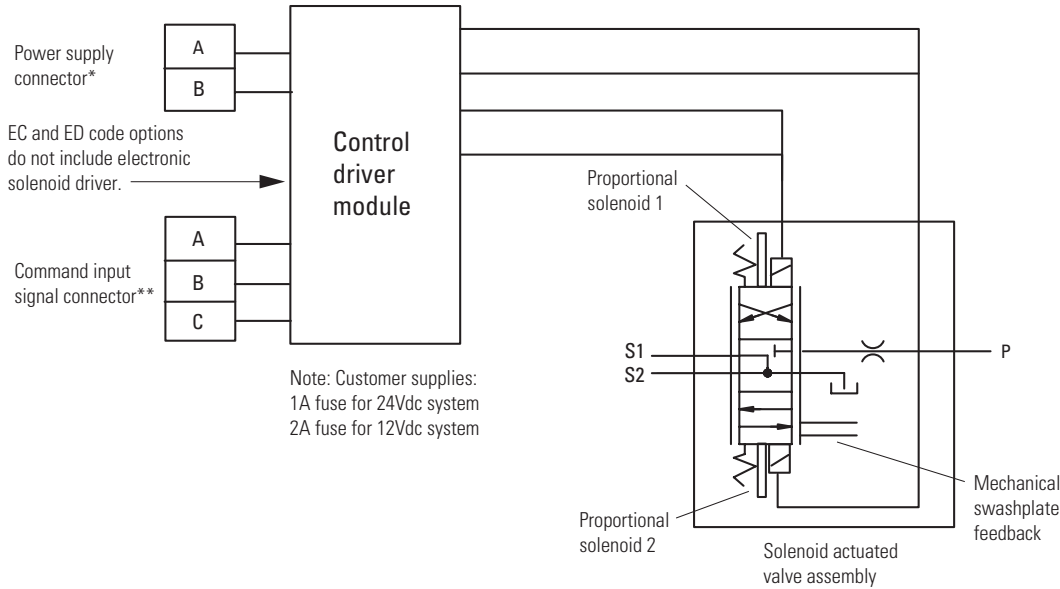 Power supply
connector*
A
B
EC and ED code options
do not include electronic
solenoid driver.
Command input
signal connector**
A
B
C
Control
driver
module
Note: Customer supplies:
1A fuse for 24Vdc system
2A fuse for 12Vdc system
Proportional
solenoid 1
S1
S2
P
Proportional
solenoid 2
Mechanical
swashplate
feedback
Solenoid actuated
valve assembly